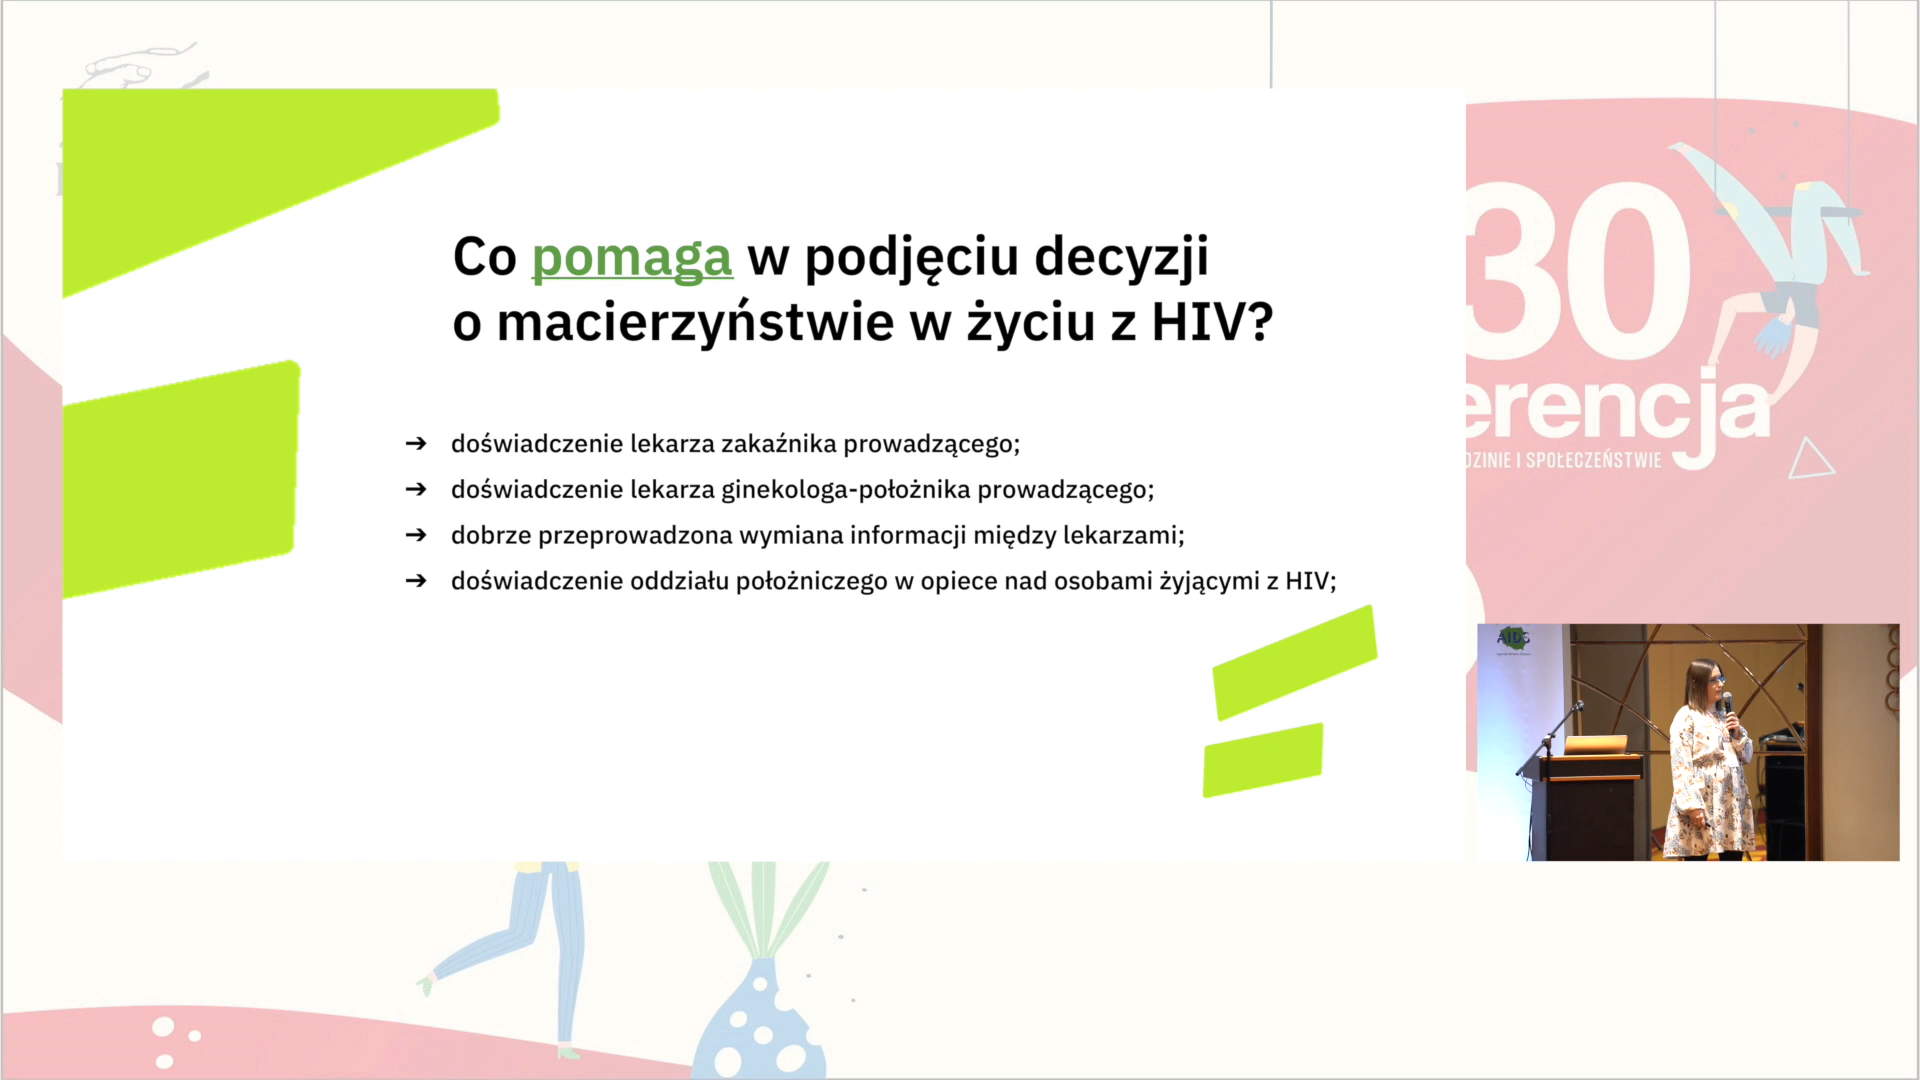 Co pomaga w podjęciu decyzji
o macierzyństwie w życiu z HIV?
➔ doświadczenie lekarza zakaźnika prowadzącego;
➔ doświadczenie lekarza ginekologa-położnika prowadzącego;
➔ dobrze przeprowadzona wymiana informacji między lekarzami;
➔ doświadczenie oddziału położniczego w opiece nad osobami żyjącymi z HIV;
30
erencja
DZINIE I SPOŁECZEŃSTWIE
AIDS